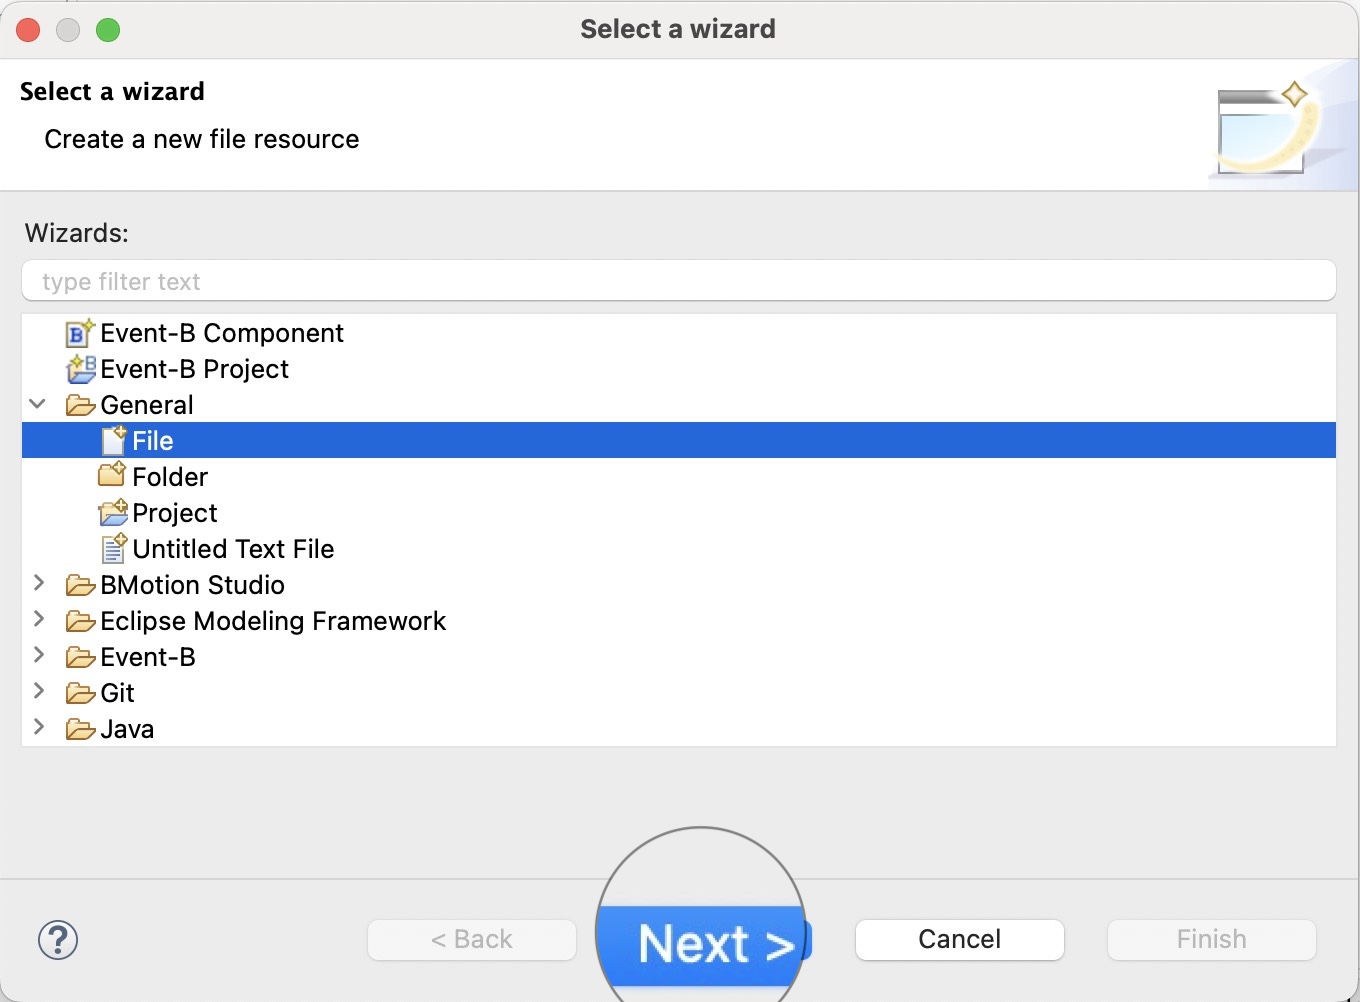 Select a wizard
Select a wizard
Create a new file resource
Wizards:
type filter text
Event-B Component
Event-B Project
General
File
Folder
Project
Untitled Text File
BMotion Studio
Eclipse Modeling Framework
Event-B
Git
Java
? < Back Next > Cancel Finish